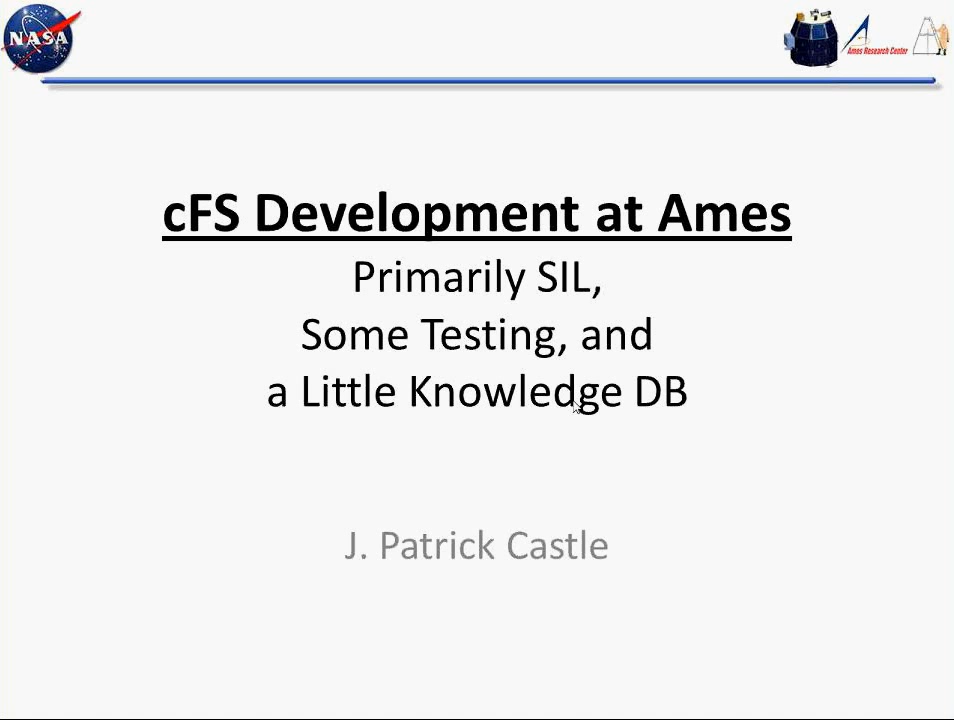 NASA
Ames Research Center
cFS Development at Ames
Primarily SIL,
Some Testing, and
a Little Knowledge DB
J. Patrick Castle